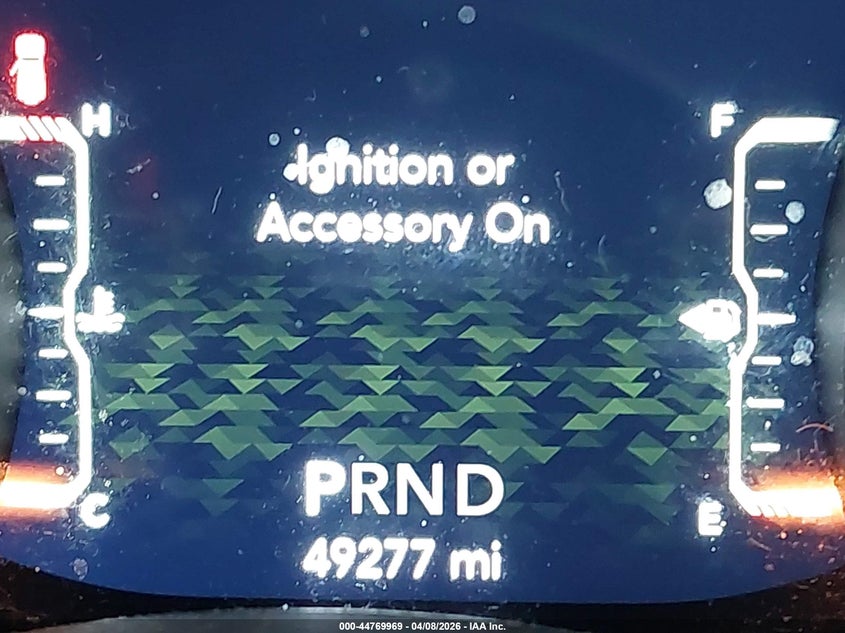 H
F
Ignition or
Accessory On
PRND
C
E
49277 mi
000-44769969 - 04/08/2026 - IAA Inc.